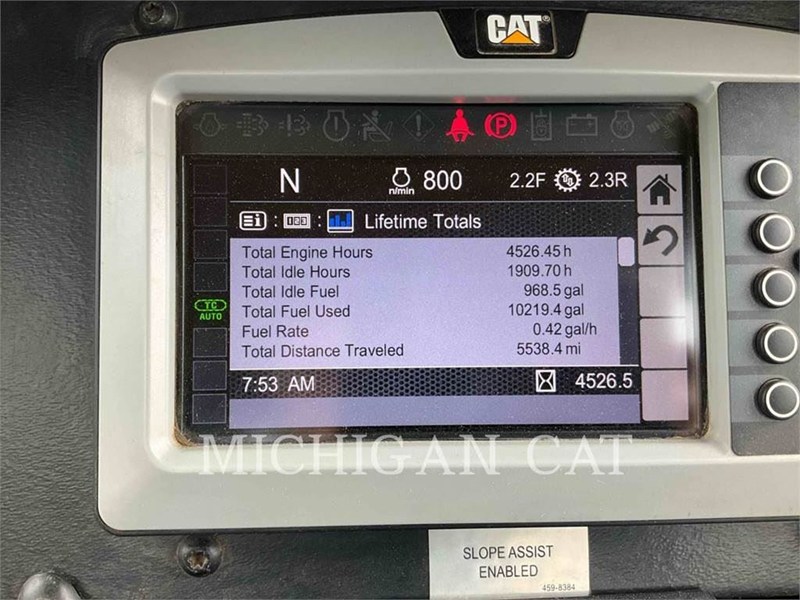 CAT
N n/min 800 2.2F 2.3R
i : 123 : Lifetime Totals
Total Engine Hours 4526.45 h
Total Idle Hours 1909.70 h
Total Idle Fuel 968.5 gal
TC
AUTO
Total Fuel Used 10219.4 gal
Fuel Rate 0.42 gal/h
Total Distance Traveled 5538.4 mi
7:53 AM 4526.5
MICHIGAN CAT
SLOPE ASSIST
ENABLED
459-8384